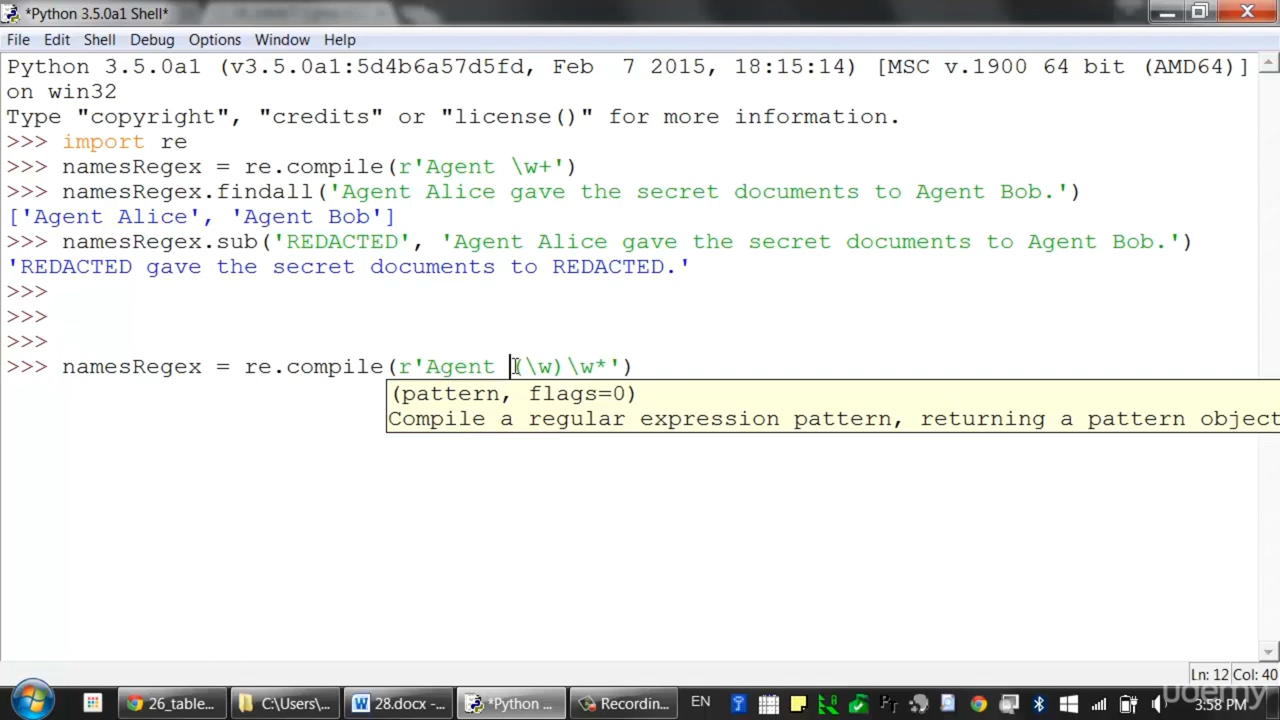 *Python 3.5.0a1 Shell*
File Edit Shell Debug Options Window Help
Python 3.5.0a1 (v3.5.0a1:5d4b6a57d5fd, Feb  7 2015, 18:15:14) [MSC v.1900 64 bit (AMD64)]
on win32
Type "copyright", "credits" or "license()" for more information.
>>> import re
>>> namesRegex = re.compile(r'Agent \w+')
>>> namesRegex.findall('Agent Alice gave the secret documents to Agent Bob.')
['Agent Alice', 'Agent Bob']
>>> namesRegex.sub('REDACTED', 'Agent Alice gave the secret documents to Agent Bob.')
'REDACTED gave the secret documents to REDACTED.'
>>>
>>>
>>>
>>> namesRegex = re.compile(r'Agent (\w)\w*')
(pattern, flags=0)
Compile a regular expression pattern, returning a pattern object
Ln: 12 Col: 40
26_table... C:\Users\... 28.docx -... *Python ... Recordin... EN 3:58 PM
udemy